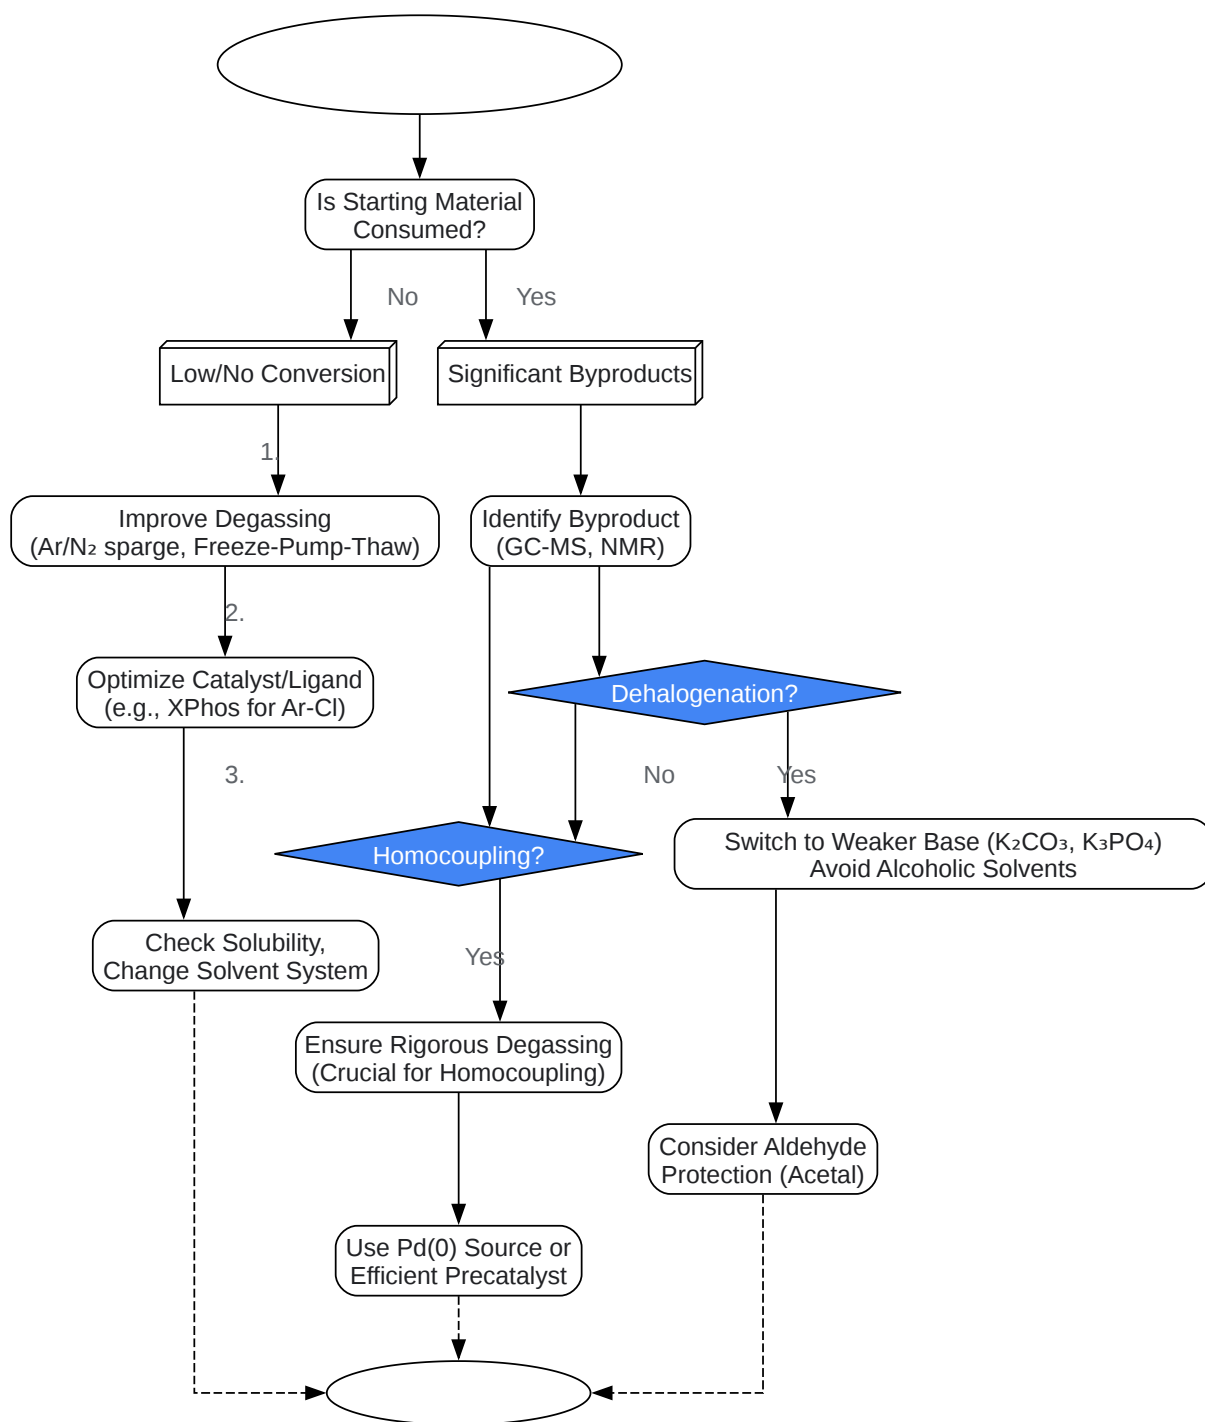 Is Starting Material
Consumed?
No
Yes
Low/No Conversion
Significant Byproducts
1.
Improve Degassing
(Ar/N₂ sparge, Freeze-Pump-Thaw)
Identify Byproduct
(GC-MS, NMR)
2.
Optimize Catalyst/Ligand
(e.g., XPhos for Ar-Cl)
Dehalogenation?
3.
No
Yes
Homocoupling?
Switch to Weaker Base (K₂CO₃, K₃PO₄)
Avoid Alcoholic Solvents
Check Solubility,
Change Solvent System
Yes
Ensure Rigorous Degassing
(Crucial for Homocoupling)
Consider Aldehyde
Protection (Acetal)
Use Pd(0) Source or
Efficient Precatalyst